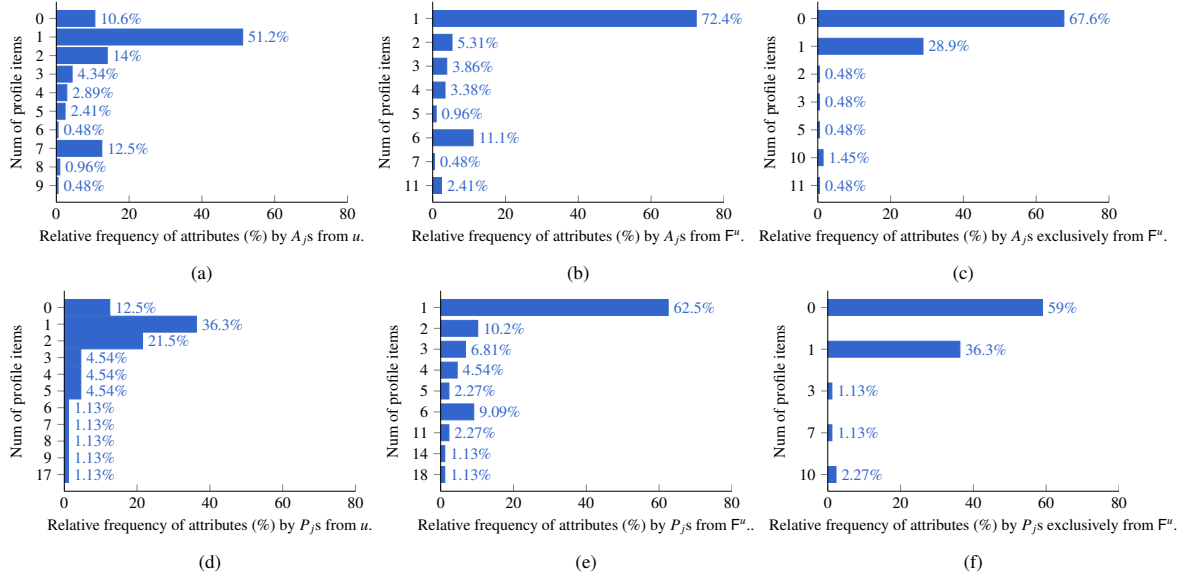 Num of profile items
0 10.6%
1 51.2%
2 14%
3 4.34%
4 2.89%
5 2.41%
6 0.48%
7 12.5%
8 0.96%
9 0.48%
0 20 40 60 80
Relative frequency of attributes (%) by Ajs from u.
(a)
Num of profile items
1 72.4%
2 5.31%
3 3.86%
4 3.38%
5 0.96%
6 11.1%
7 0.48%
11 2.41%
0 20 40 60 80
Relative frequency of attributes (%) by Ajs from Fu.
(b)
Num of profile items
0 67.6%
1 28.9%
2 0.48%
3 0.48%
5 0.48%
10 1.45%
11 0.48%
0 20 40 60 80
Relative frequency of attributes (%) by Ajs exclusively from Fu.
(c)
Num of profile items
0 12.5%
1 36.3%
2 21.5%
3 4.54%
4 4.54%
5 4.54%
6 1.13%
7 1.13%
8 1.13%
9 1.13%
17 1.13%
0 20 40 60 80
Relative frequency of attributes (%) by Pjs from u.
(d)
Num of profile items
1 62.5%
2 10.2%
3 6.81%
4 4.54%
5 2.27%
6 9.09%
11 2.27%
14 1.13%
18 1.13%
0 20 40 60 80
Relative frequency of attributes (%) by Pjs from Fu..
(e)
Num of profile items
0 59%
1 36.3%
3 1.13%
7 1.13%
10 2.27%
0 20 40 60 80
Relative frequency of attributes (%) by Pjs exclusively from Fu.
(f)